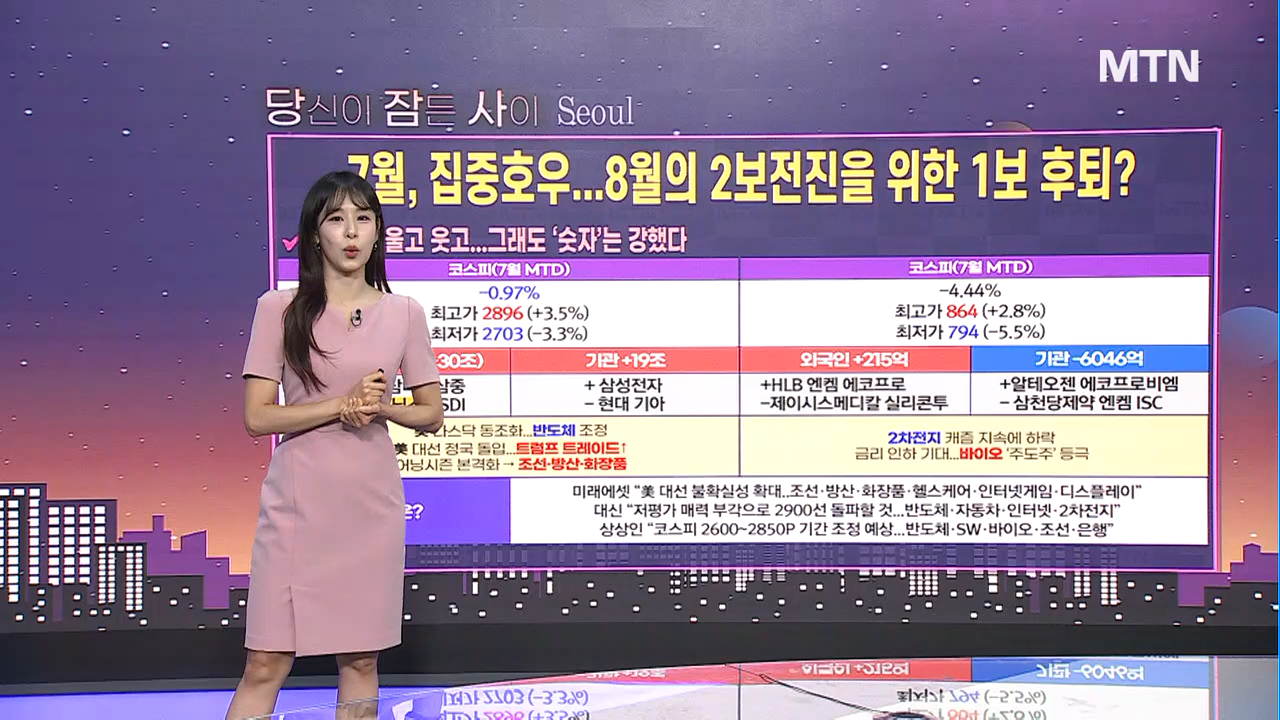 MTN
당신이 잠든 사이 Seoul
7월, 집중호우...8월의 2보전진을 위한 1보 후퇴?
울고 웃고...그래도 '숫자'는 강했다
코스피(7월 MTD) 코스피(7월 MTD)
-0.97% -4.44%
최고가 2896 (+3.5%) 최고가 864 (+2.8%)
최저가 2703 (-3.3%) 최저가 794 (-5.5%)
30조) 기관 +19조 외국인 +215억 기관 -6046억
+ 삼성전자 +HLB 엔켐 에코프로 +알테오젠 에코프로비엠
SDI - 현대 기아 -제이시스메디칼 실리콘투 - 삼천당제약 엔켐 ISC
동조화...반도체 조정
美 대선 정국 돌입...트럼프 트레이드↑
어닝시즌 본격화 → 조선·방산·화장품
2차전지 캐즘 지속에 하락
금리 인하 기대...바이오 '주도주' 등극
미래에셋 "美 대선 불확실성 확대..조선·방산·화장품·헬스케어·인터넷게임·디스플레이"
대신 "저평가 매력 부각으로 2900선 돌파할 것...반도체·자동차·인터넷·2차전지"
상상인 "코스피 2600~2850P 기간 조정 예상...반도체·SW·바이오·조선·은행"